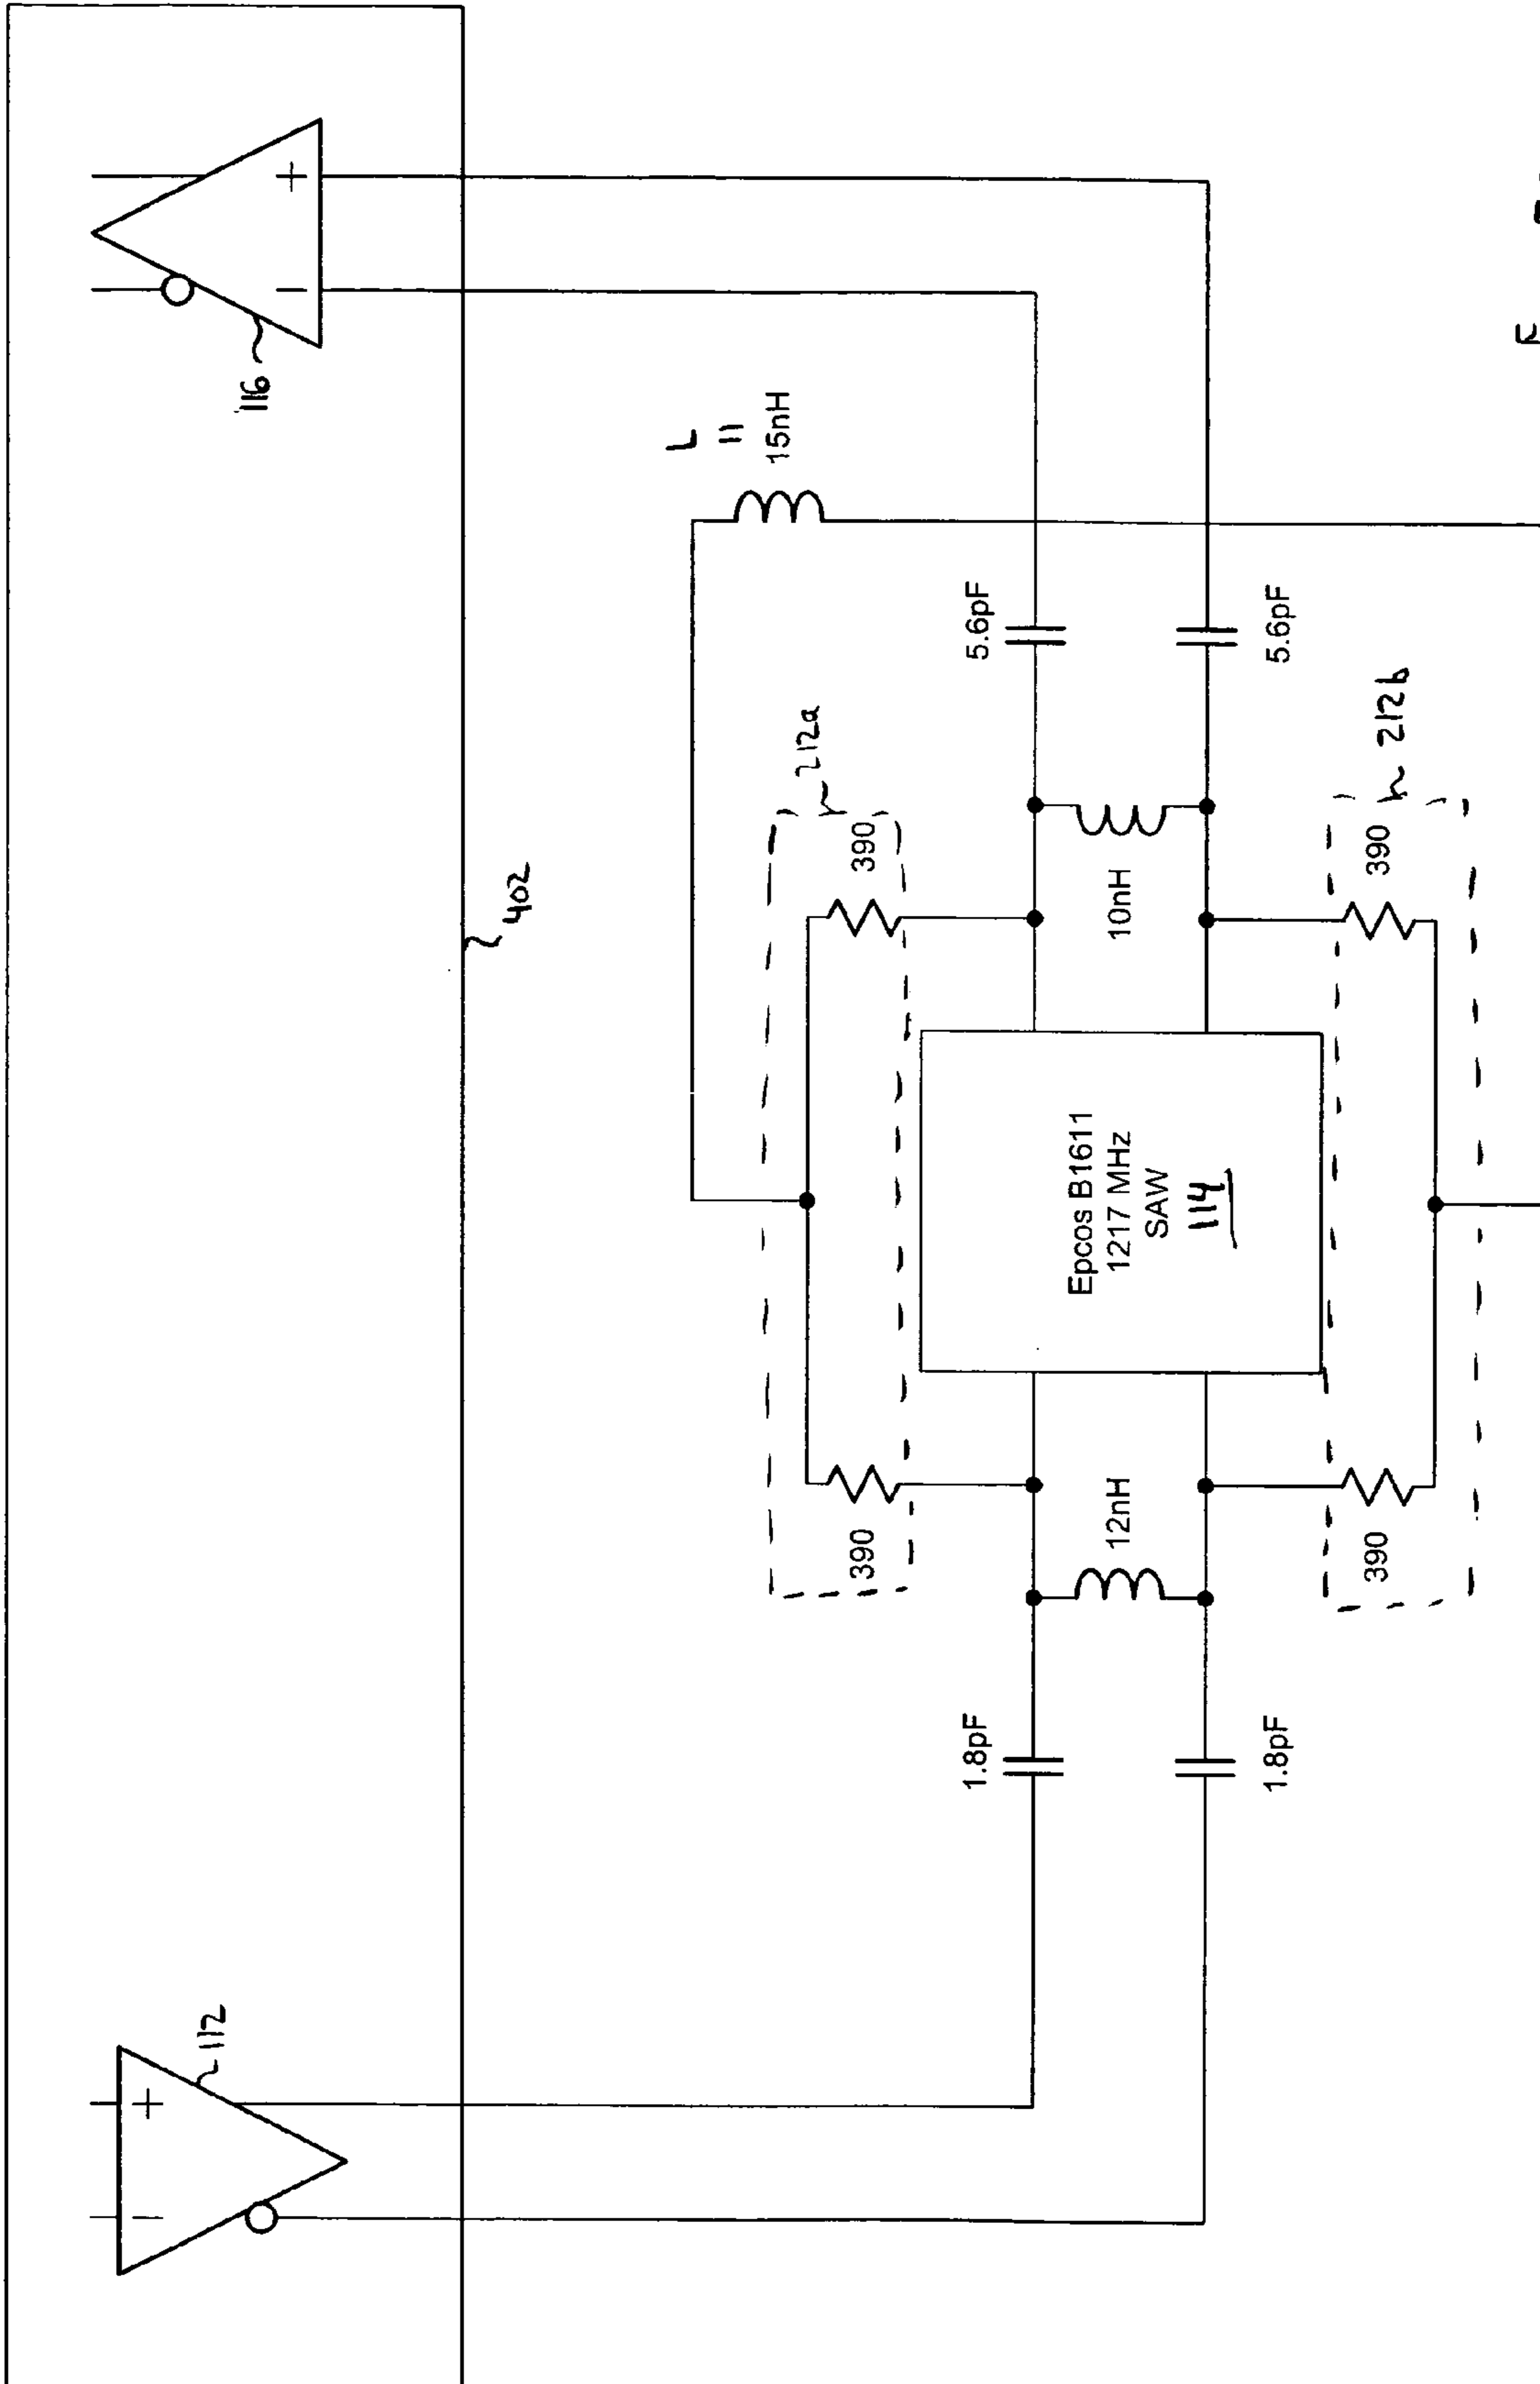 116
402
112
L
11
15nH
5.6pF
5.6pF
212a
390
390
10nH
212b
390
390
Epcos B1611
1217 MHz
SAW
114
12nH
1.8pF
1.8pF
+
−
+
−